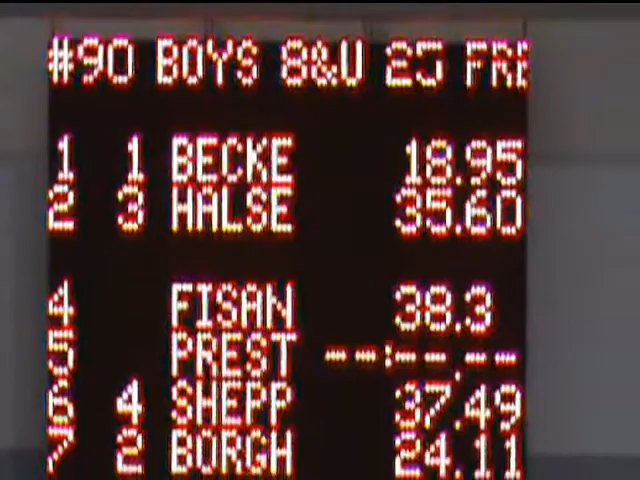 #90 BOYS 8&U 25 FRE
1 1 BECKE 18.95
2 3 HALSE 35.60
4 FISAN 38.3
5 PREST --:--.--
6 4 SHEPP 37.49
7 2 BORGH 24.11